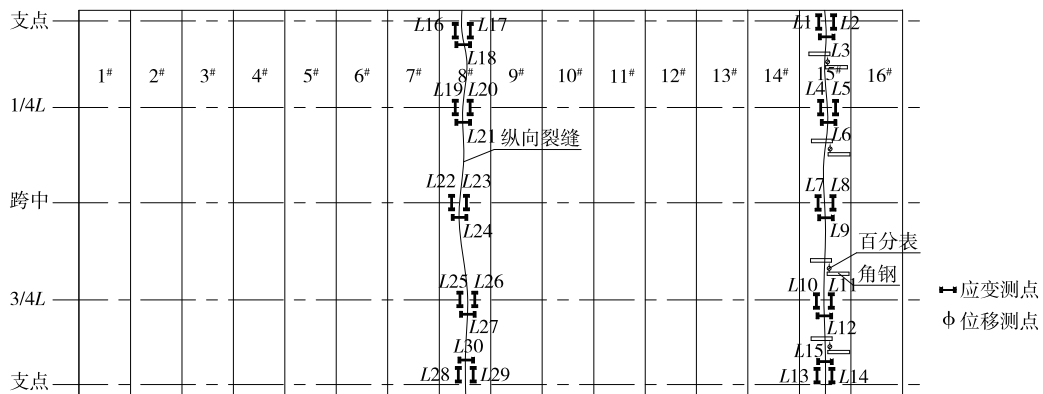 支点
L16
L17
L1
L2
L18
L3
1#
2#
3#
4#
5#
6#
7#
8#
9#
10#
11#
12#
13#
14#
15#
16#
L19
L20
L4
L5
1/4L
L21
L6
纵向裂缝
L22
L23
L7
L8
跨中
L24
L9
百分表
角钢
L25
L26
L10
L11
3/4L
应变测点
L27
L12
位移测点
L30
L15
L28
L29
L13
L14
支点